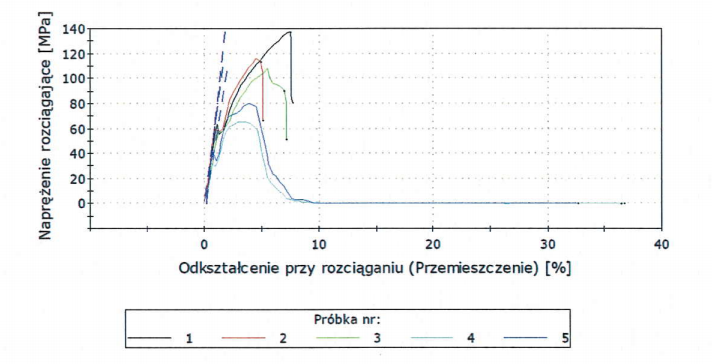 Naprężenie rozciągające [MPa]
140
120
100
80
60
40
20
0
0 10 20 30 40
Odkształcenie przy rozciąganiu (Przemieszczenie) [%]
Próbka nr:
1 2 3 4 5